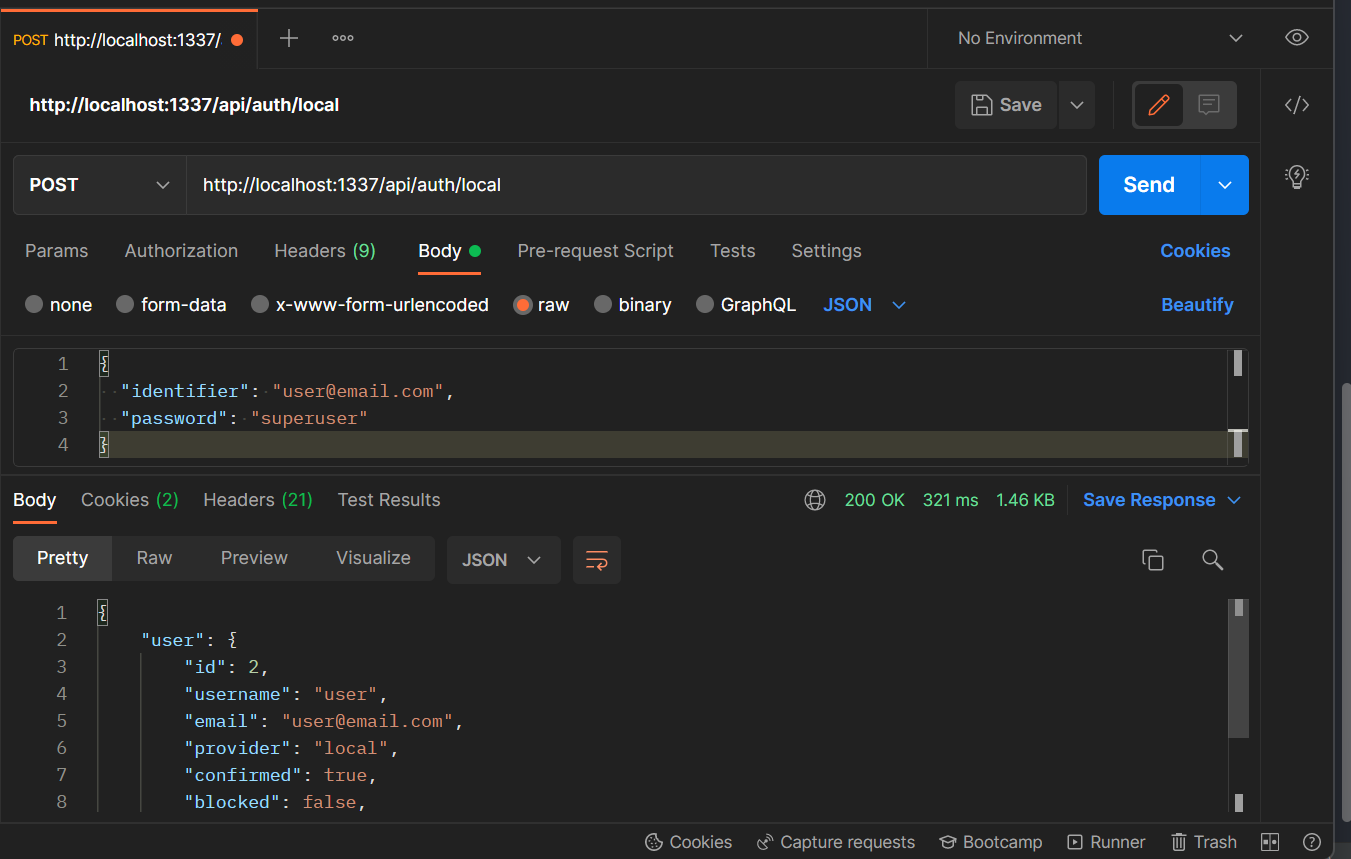 POST http://localhost:1337/ No Environment
http://localhost:1337/api/auth/local Save
POST http://localhost:1337/api/auth/local Send
Params Authorization Headers (9) Body Pre-request Script Tests Settings Cookies
none form-data x-www-form-urlencoded raw binary GraphQL JSON Beautify
1 {
2 "identifier": "user@email.com",
3 "password": "superuser"
4 }
Body Cookies (2) Headers (21) Test Results 200 OK 321 ms 1.46 KB Save Response
Pretty Raw Preview Visualize JSON
1 {
2 "user": {
3 "id": 2,
4 "username": "user",
5 "email": "user@email.com",
6 "provider": "local",
7 "confirmed": true,
8 "blocked": false,
Cookies Capture requests Bootcamp Runner Trash